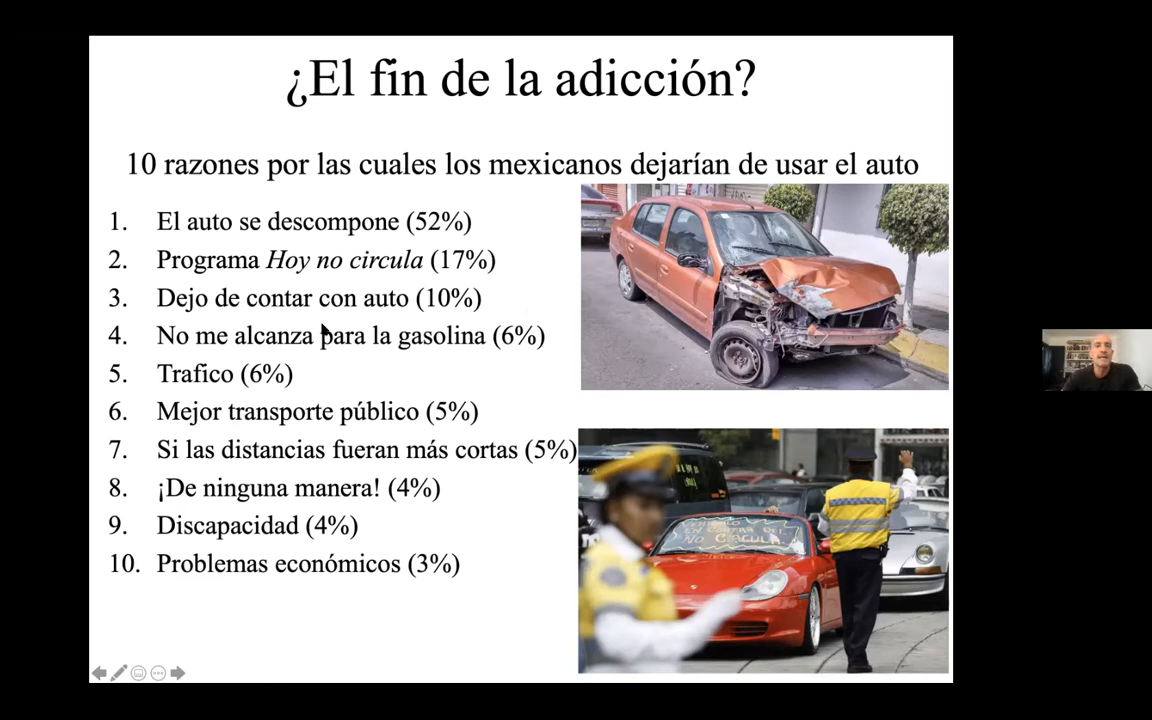 ¿El fin de la adicción?
10 razones por las cuales los mexicanos dejarían de usar el auto
1. El auto se descompone (52%)
2. Programa Hoy no circula (17%)
3. Dejo de contar con auto (10%)
4. No me alcanza para la gasolina (6%)
5. Trafico (6%)
6. Mejor transporte público (5%)
7. Si las distancias fueran más cortas (5%)
8. ¡De ninguna manera! (4%)
9. Discapacidad (4%)
10. Problemas económicos (3%)
EN CONTRA DEL
NO CIRCULA